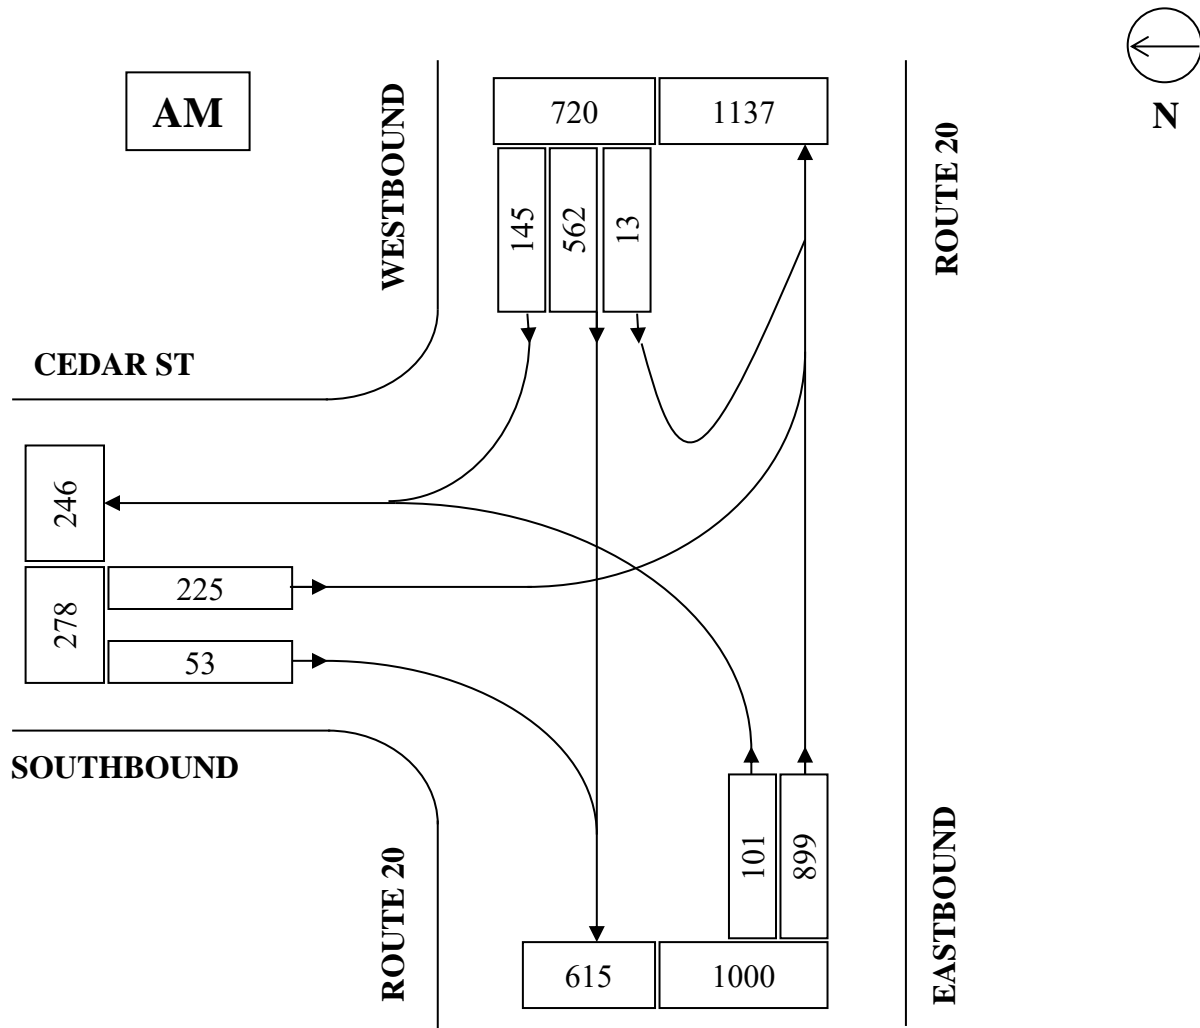 AM
WESTBOUND
720
1137
N
ROUTE 20
145
562
13
CEDAR ST
246
278
225
53
SOUTHBOUND
ROUTE 20
101
899
EASTBOUND
615
1000